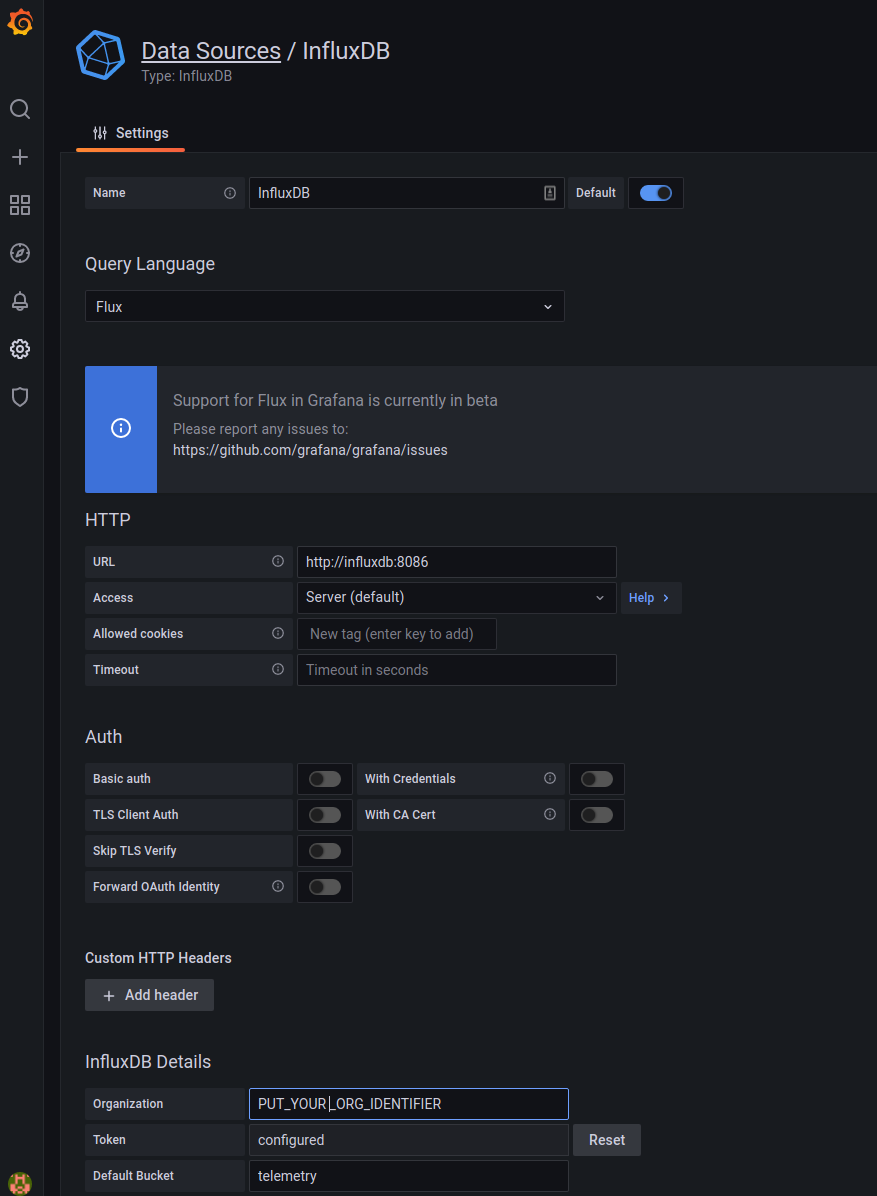 Data Sources / InfluxDB
Type: InfluxDB
Settings
Name InfluxDB Default
Query Language
Flux
Support for Flux in Grafana is currently in beta
Please report any issues to:
https://github.com/grafana/grafana/issues
HTTP
URL http://influxdb:8086
Access Server (default) Help
Allowed cookies New tag (enter key to add)
Timeout Timeout in seconds
Auth
Basic auth With Credentials
TLS Client Auth With CA Cert
Skip TLS Verify
Forward OAuth Identity
Custom HTTP Headers
+ Add header
InfluxDB Details
Organization PUT_YOUR_ORG_IDENTIFIER
Token configured Reset
Default Bucket telemetry